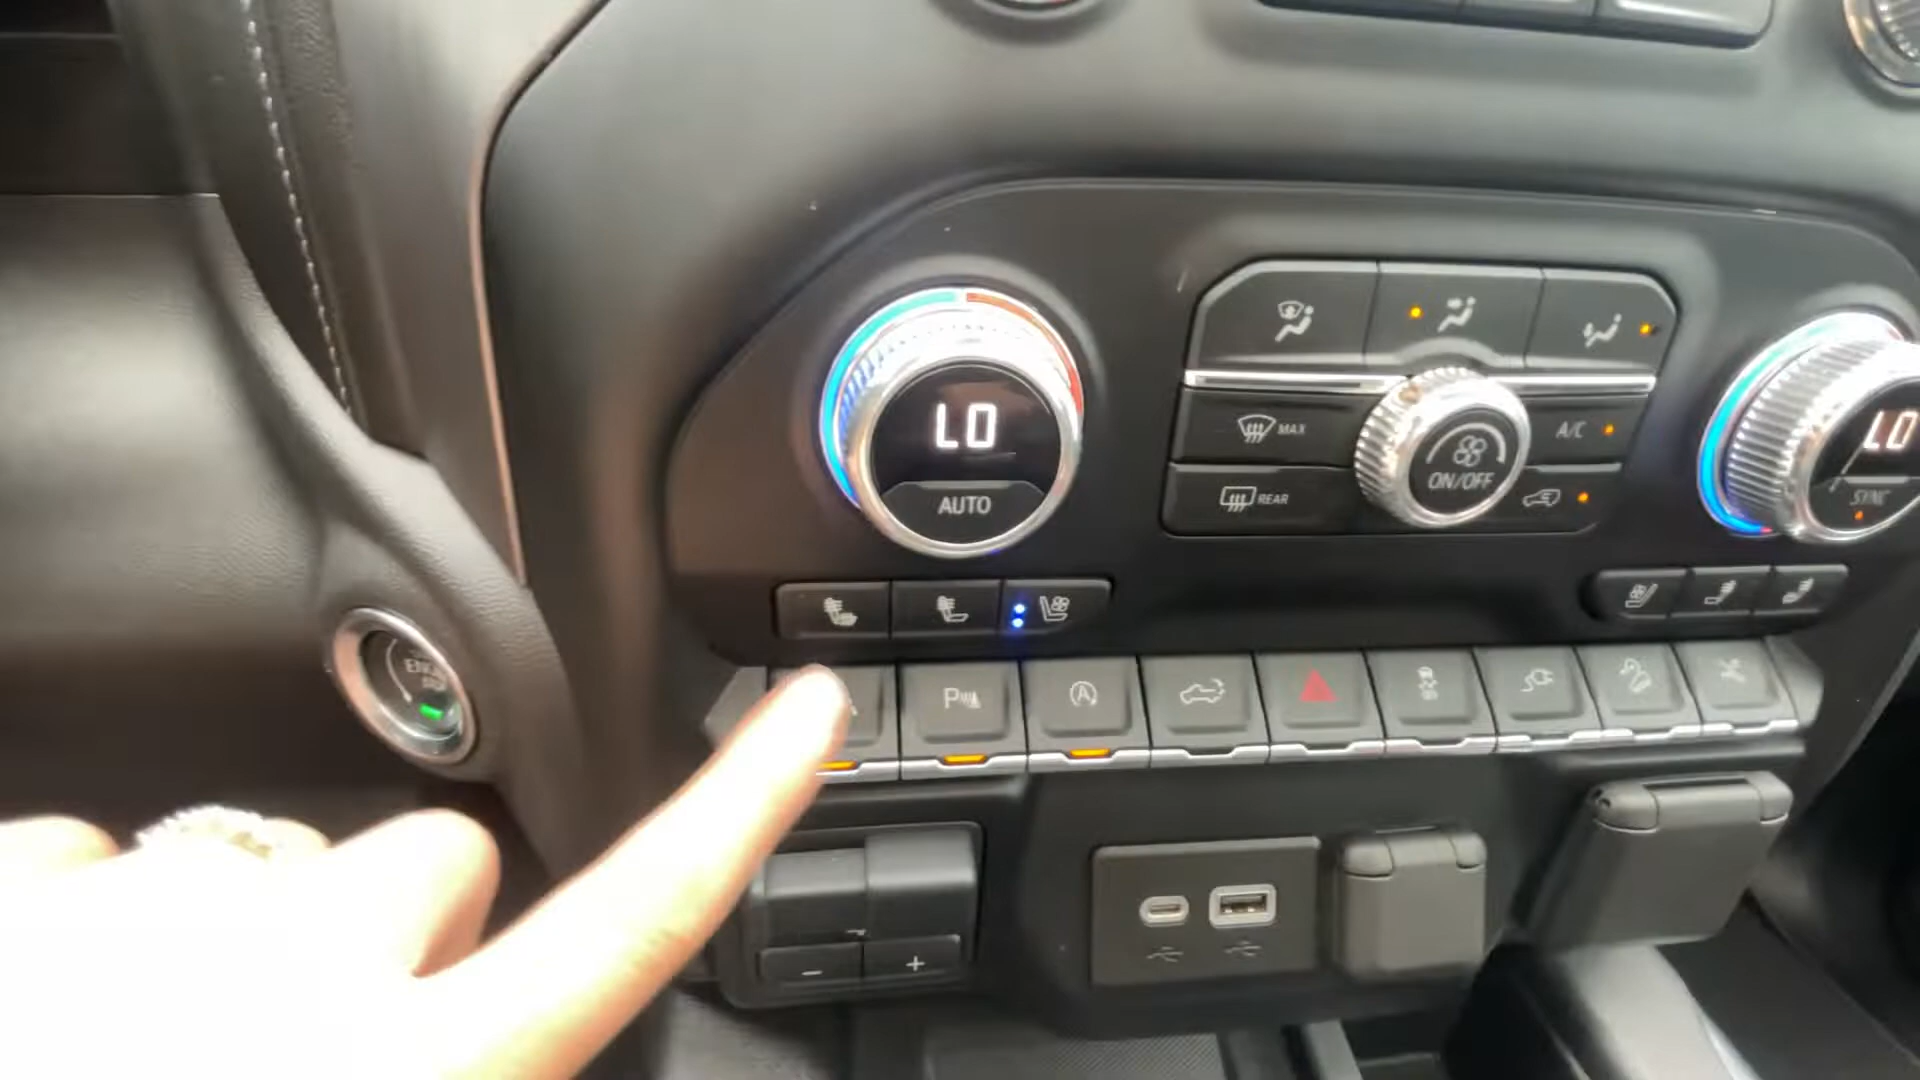 LO
AUTO
MAX
A/C
REAR
ON/OFF
LO
SYNC
P
A
- +